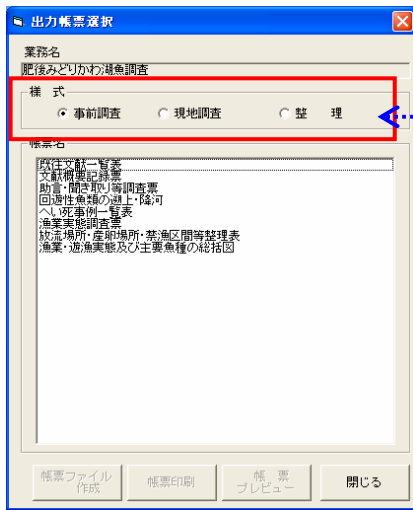 出力帳票選択
業務名
肥後みどりかわ湖魚調査
様 式
事前調査 現地調査 整 理
帳票名
既往文献一覧表
文献概要記録票
助言・聞き取り等調査票
回遊性魚類の遡上・降河
へい死事例一覧表
漁業実態調査票
放流場所・産卵場所・禁漁区間等整理表
漁業・遊漁実態及び主要魚種の総括図
帳票ファイル
作成
帳票印刷
帳 票
プレビュー
閉じる